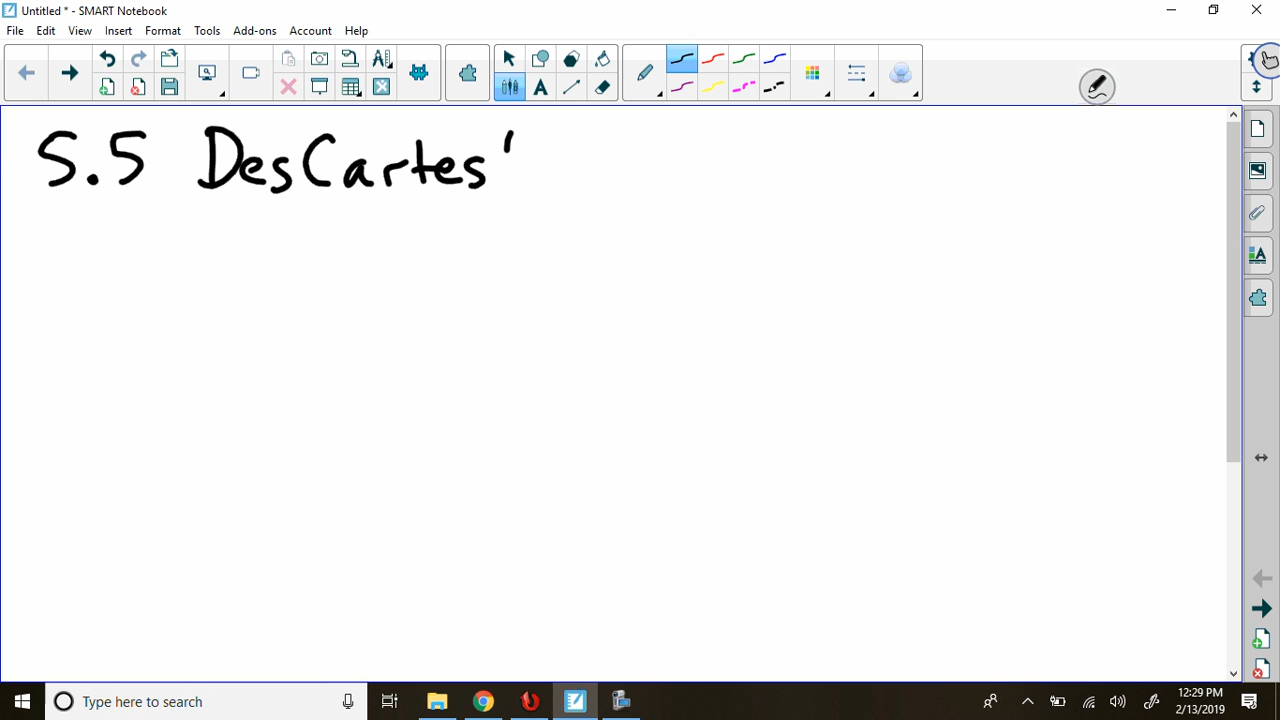 Untitled * - SMART Notebook
File Edit View Insert Format Tools Add-ons Account Help
5.5 DesCartes'
Type here to search
12:29 PM
2/13/2019